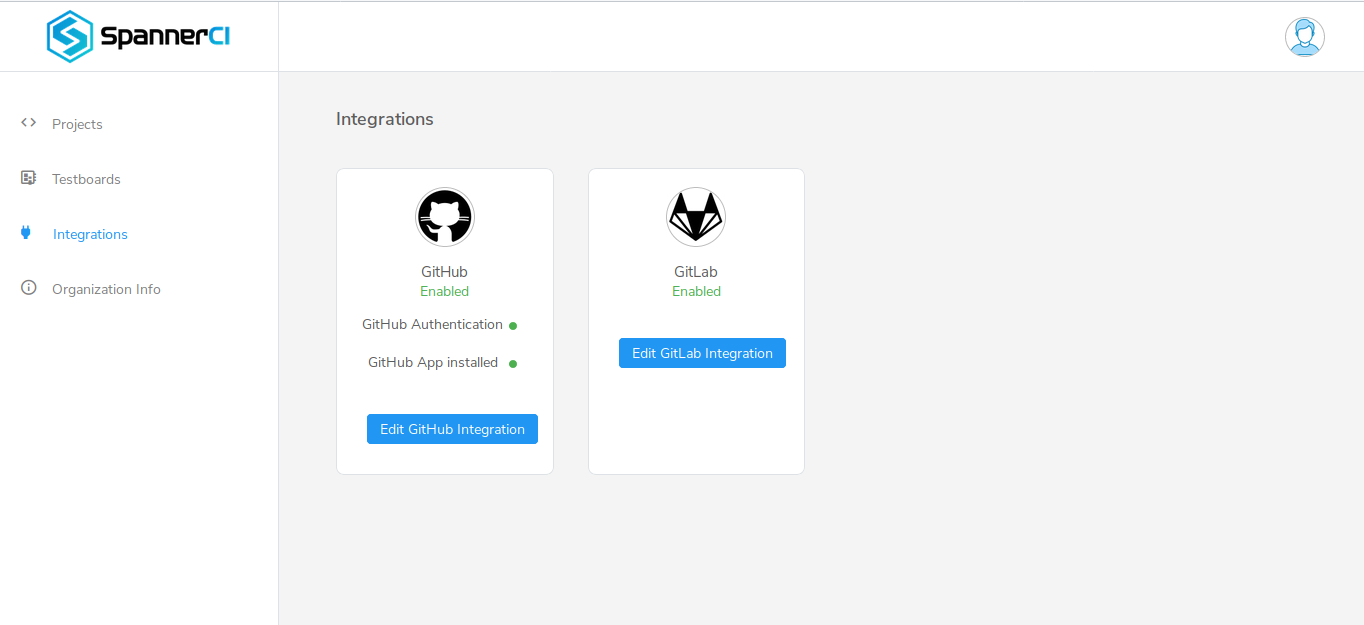 SpannerCI
Projects
Testboards
Integrations
Organization Info
Integrations
GitHub
Enabled
GitHub Authentication
GitHub App installed
Edit GitHub Integration
GitLab
Enabled
Edit GitLab Integration